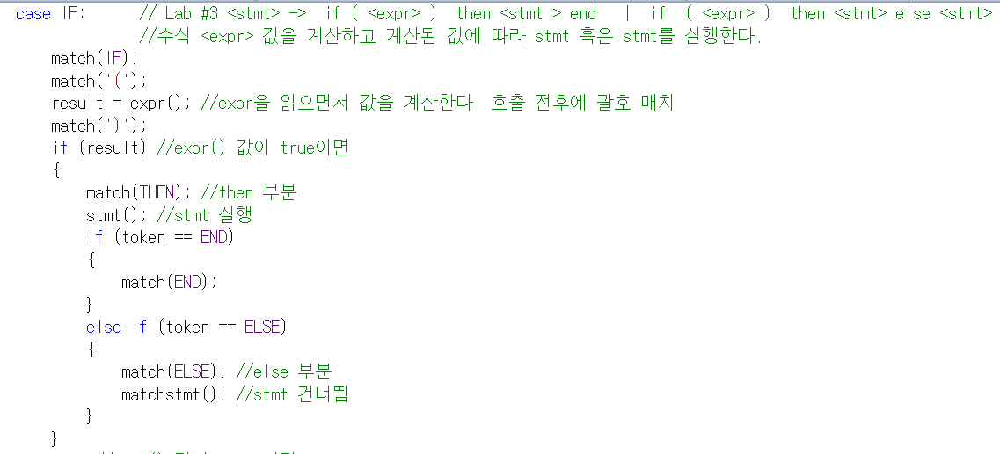 case IF: // Lab #3 <stmt> -> if ( <expr> ) then <stmt > end | if ( <expr> ) then <stmt> else <stmt>
//수식 <expr> 값을 계산하고 계산된 값에 따라 stmt 혹은 stmt를 실행한다.
match(IF);
match('(');
result = expr(); //expr을 읽으면서 값을 계산한다. 호출 전후에 괄호 매치
match(')');
if (result) //expr() 값이 true이면
{
match(THEN); //then 부분
stmt(); //stmt 실행
if (token == END)
{
match(END);
}
else if (token == ELSE)
{
match(ELSE); //else 부분
matchstmt(); //stmt 건너뜀
}
}